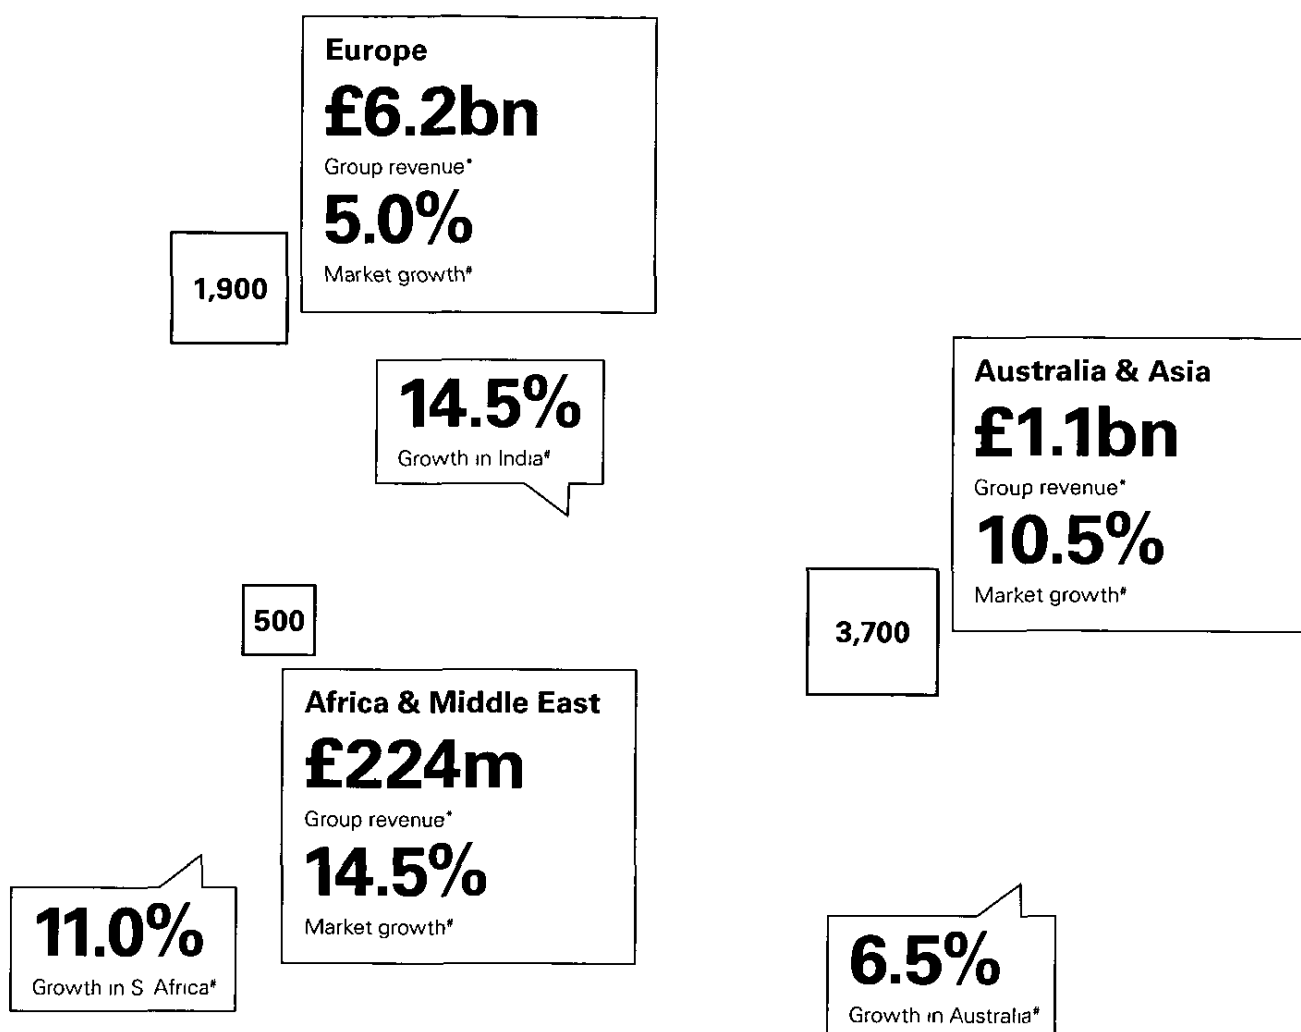 Europe
£6.2bn
Group revenue*
5.0%
Market growth#
1,900
14.5%
Growth in India#
Australia & Asia
£1.1bn
Group revenue*
10.5%
Market growth#
3,700
500
Africa & Middle East
£224m
Group revenue*
14.5%
Market growth#
11.0%
Growth in S Africa#
6.5%
Growth in Australia#